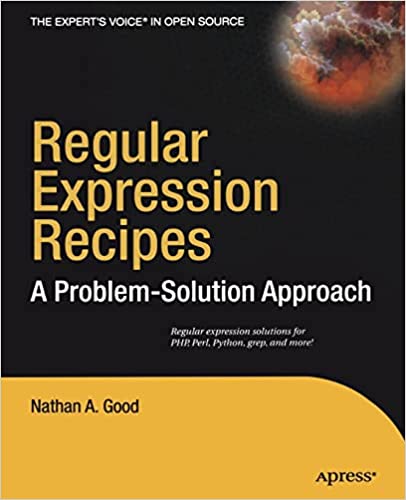 THE EXPERT'S VOICE® IN OPEN SOURCE
Regular
Expression
Recipes
A Problem-Solution Approach
Regular expression solutions for
PHP, Perl, Python, grep, and more!
Nathan A. Good
Apress®